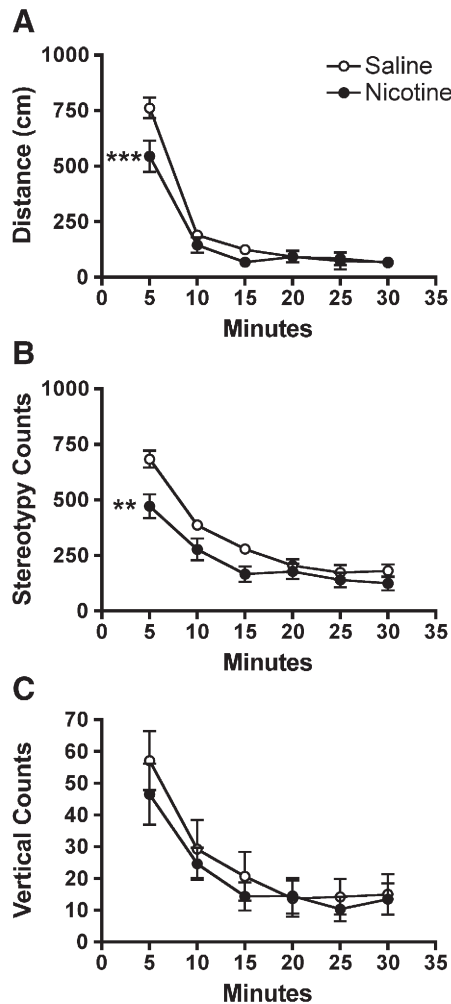 A
1000
750
500
250
0
Distance (cm)
***
Saline
Nicotine
0 5 10 15 20 25 30 35
Minutes
B
1000
750
500
250
0
Stereotypy Counts
**
0 5 10 15 20 25 30 35
Minutes
C
70
60
50
40
30
20
10
0
Vertical Counts
0 5 10 15 20 25 30 35
Minutes